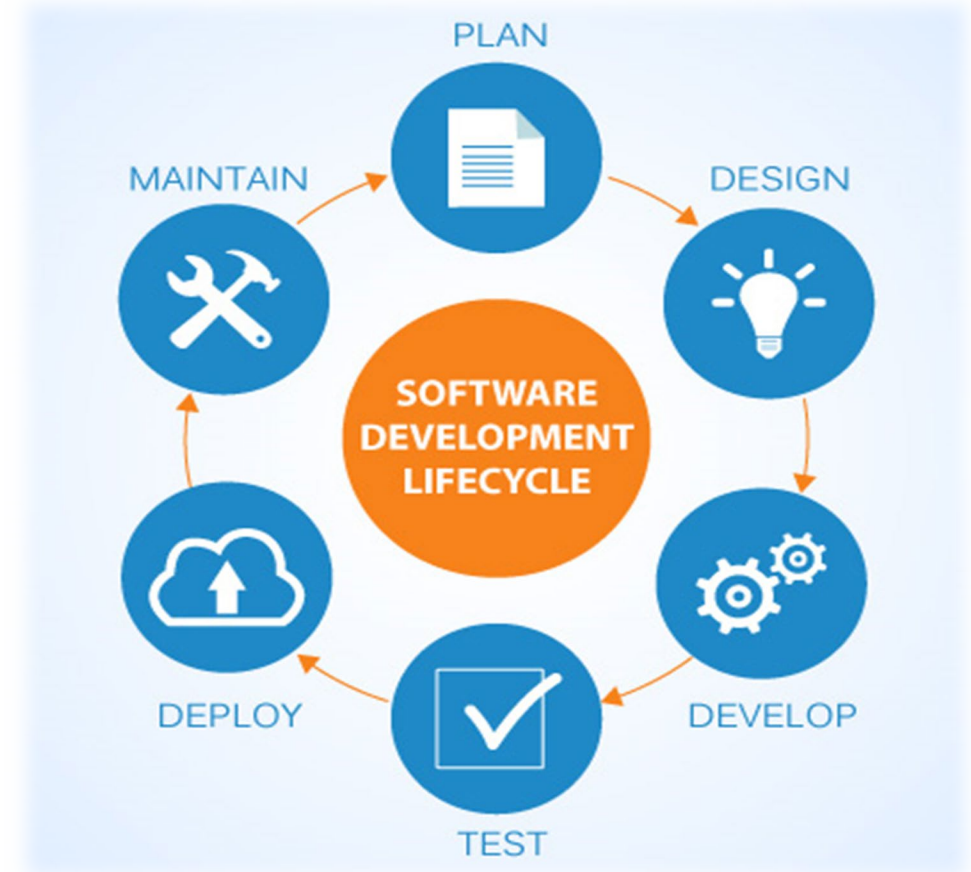 PLAN
MAINTAIN
DESIGN
SOFTWARE
DEVELOPMENT
LIFECYCLE
DEPLOY
DEVELOP
TEST